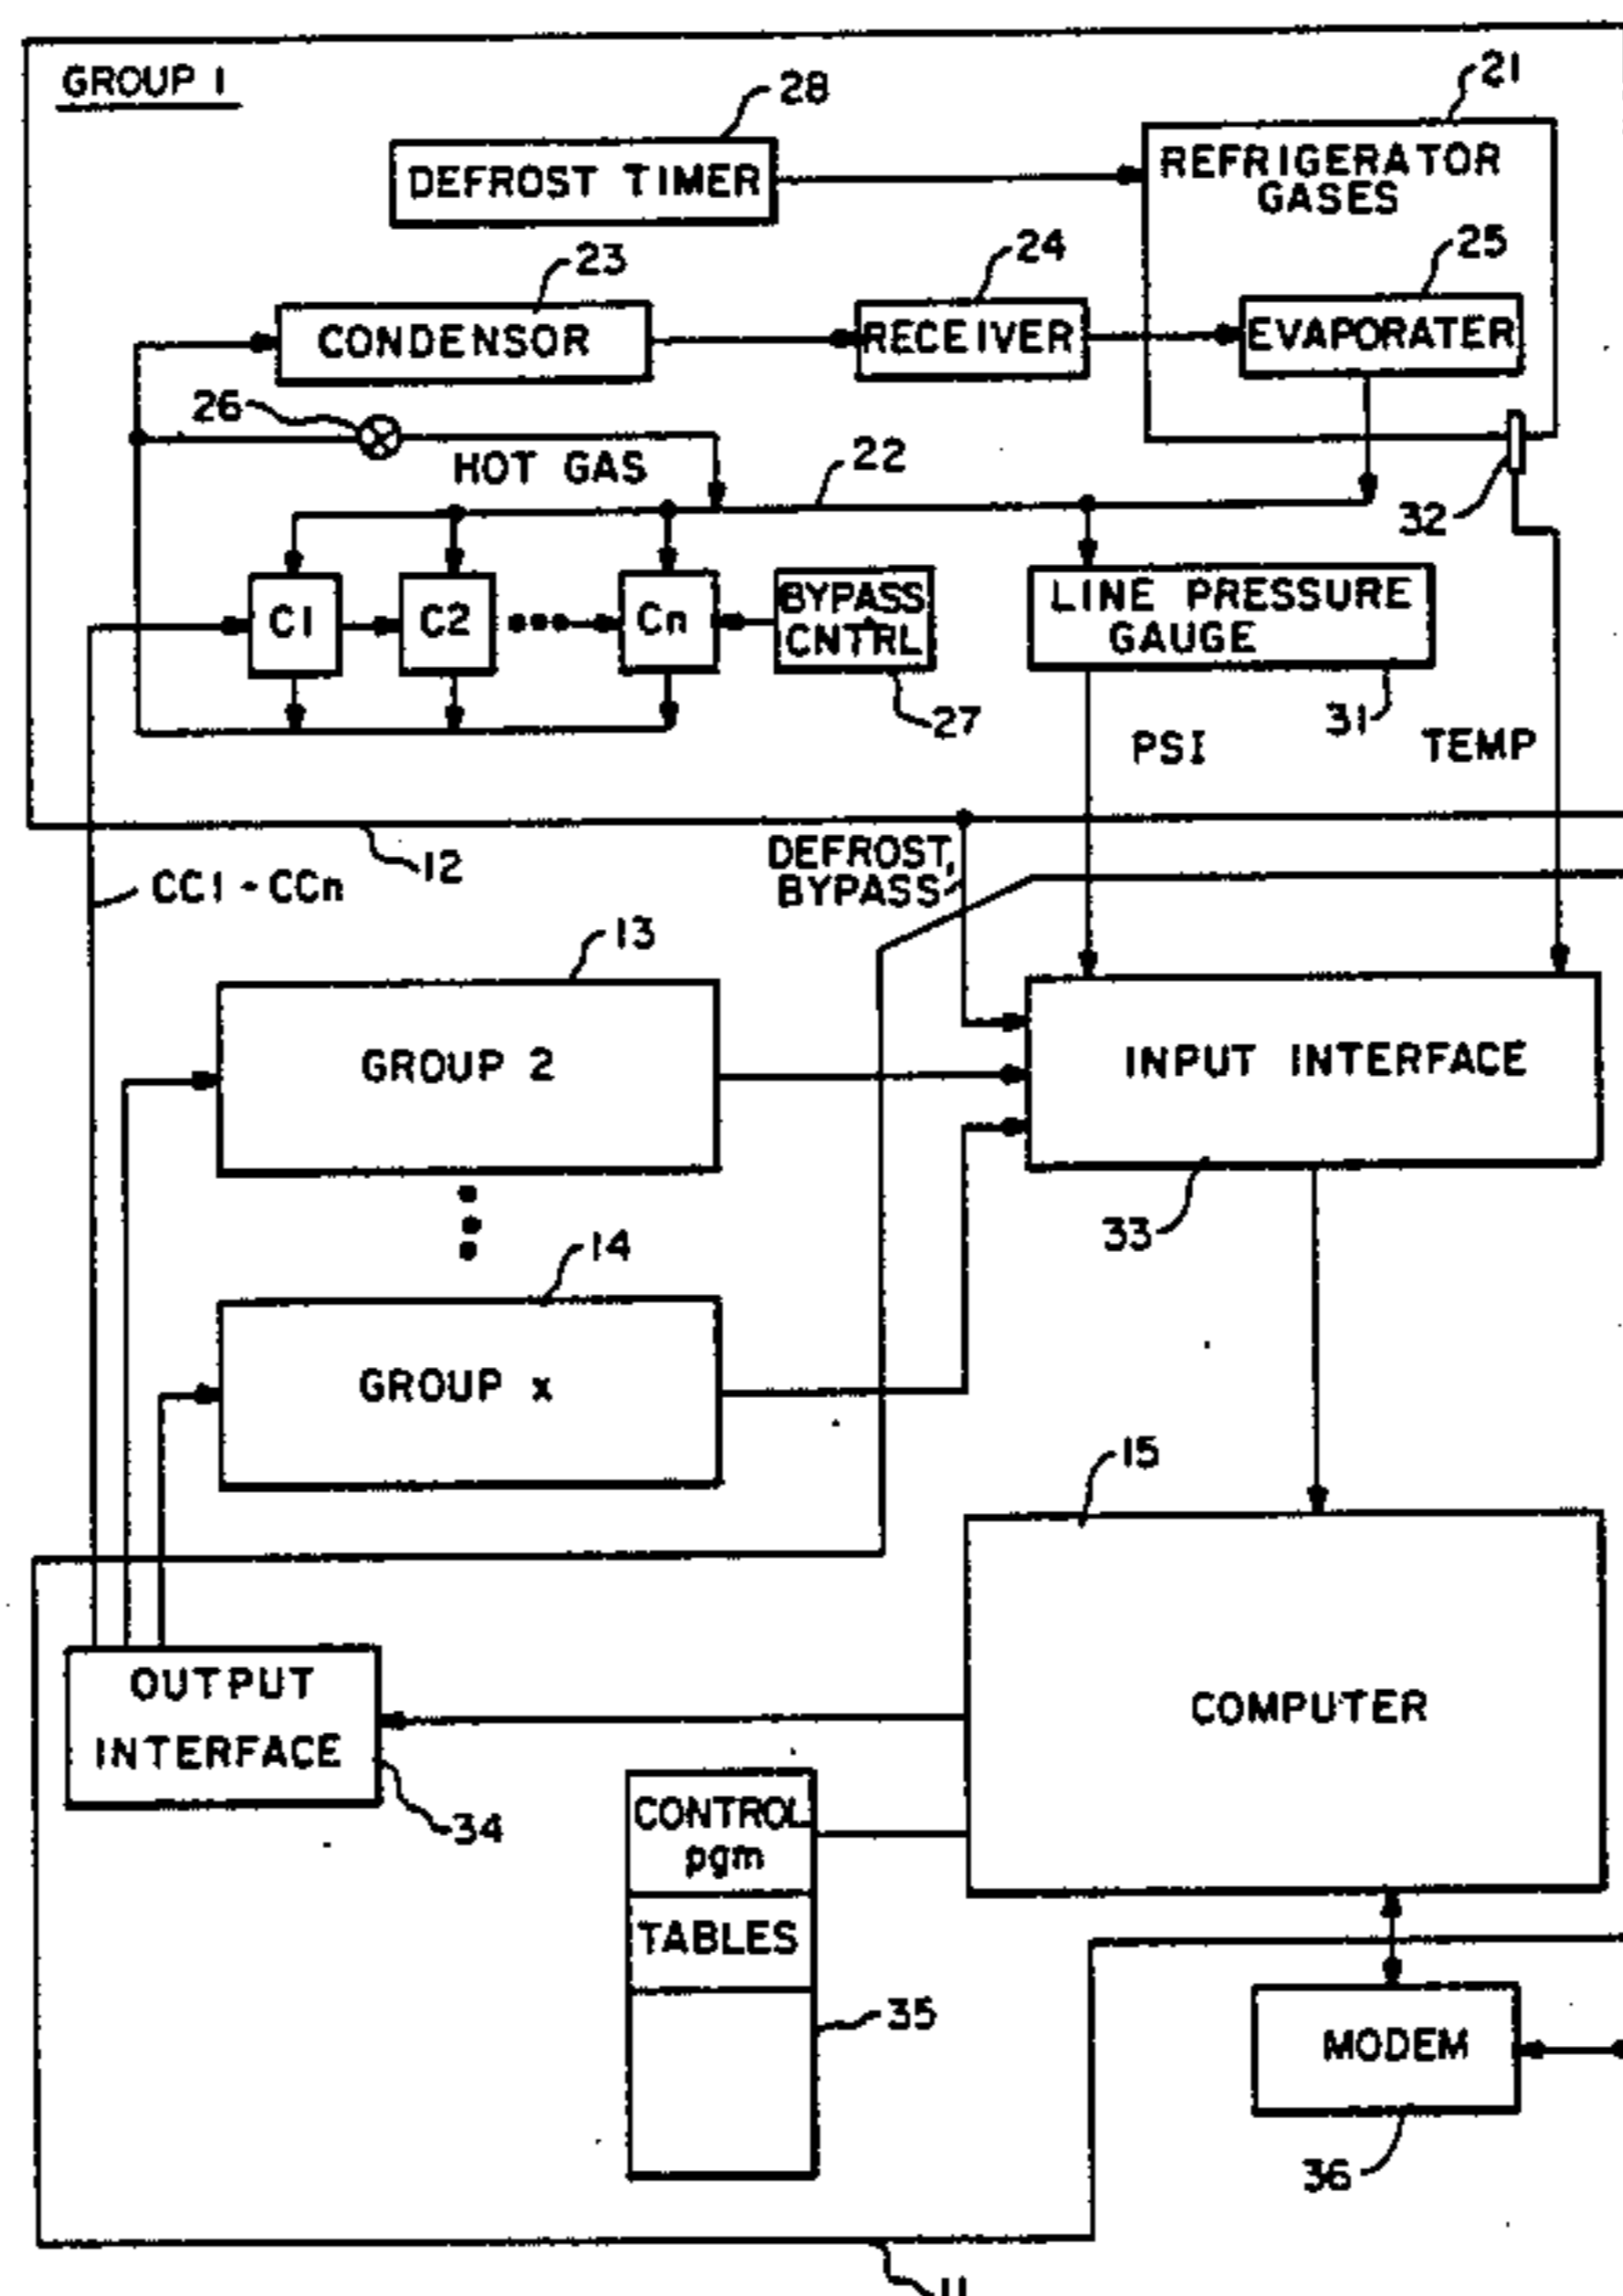 GROUP 1
28
21
DEFROST TIMER
REFRIGERATOR
GASES
23
24
25
CONDENSOR
RECEIVER
EVAPORATER
26
HOT GAS
22
32
C1
C2
Cn
BYPASS
CNTRL
LINE PRESSURE
GAUGE
27
31
PSI
TEMP
12
DEFROST,
BYPASS
CC1 - CCn
13
GROUP 2
INPUT INTERFACE
33
14
GROUP x
15
COMPUTER
OUTPUT
INTERFACE
34
CONTROL
pgm
TABLES
35
MODEM
36
11